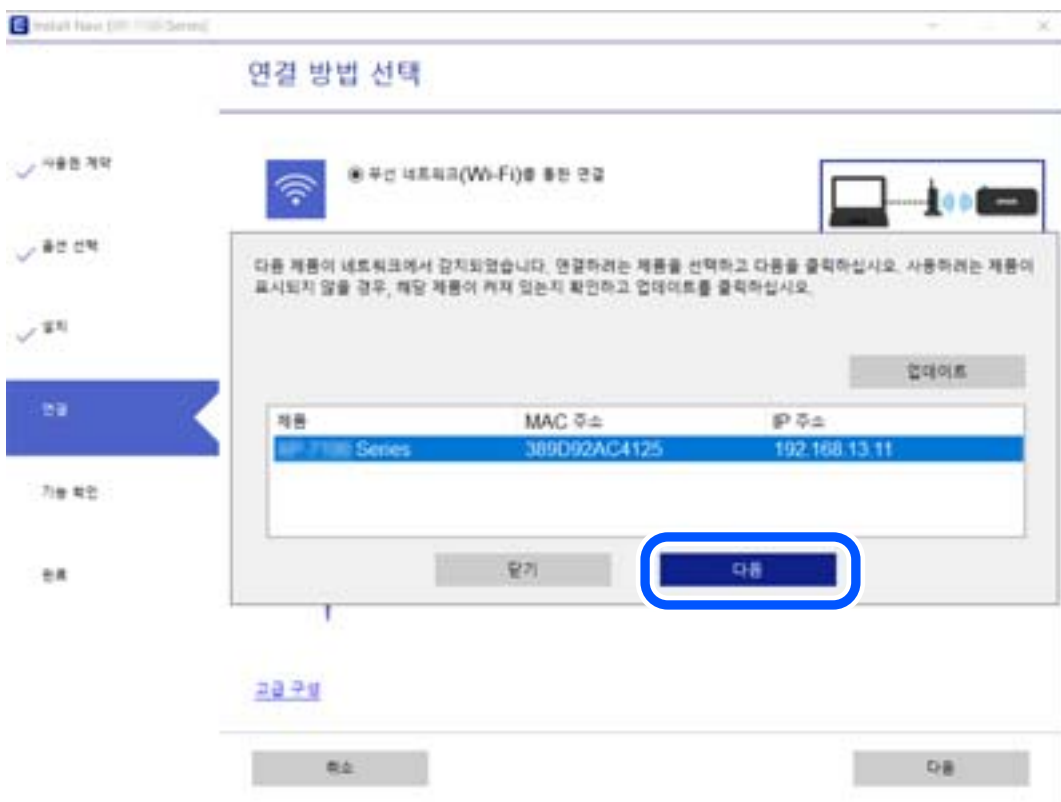 Install Navi [ Series]
연결 방법 선택
사용권 계약
옵션 선택
설치
연결
기능 확인
완료
무선 네트워크(Wi-Fi)를 통한 연결
다음 제품이 네트워크에서 감지되었습니다. 연결하려는 제품을 선택하고 다음을 클릭하십시오. 사용하려는 제품이
표시되지 않을 경우, 해당 제품이 켜져 있는지 확인하고 업데이트를 클릭하십시오.
업데이트
제품 MAC 주소 IP 주소
Series 389D92AC4125 192.168.13.11
닫기 다음
고급 구성
취소 다음